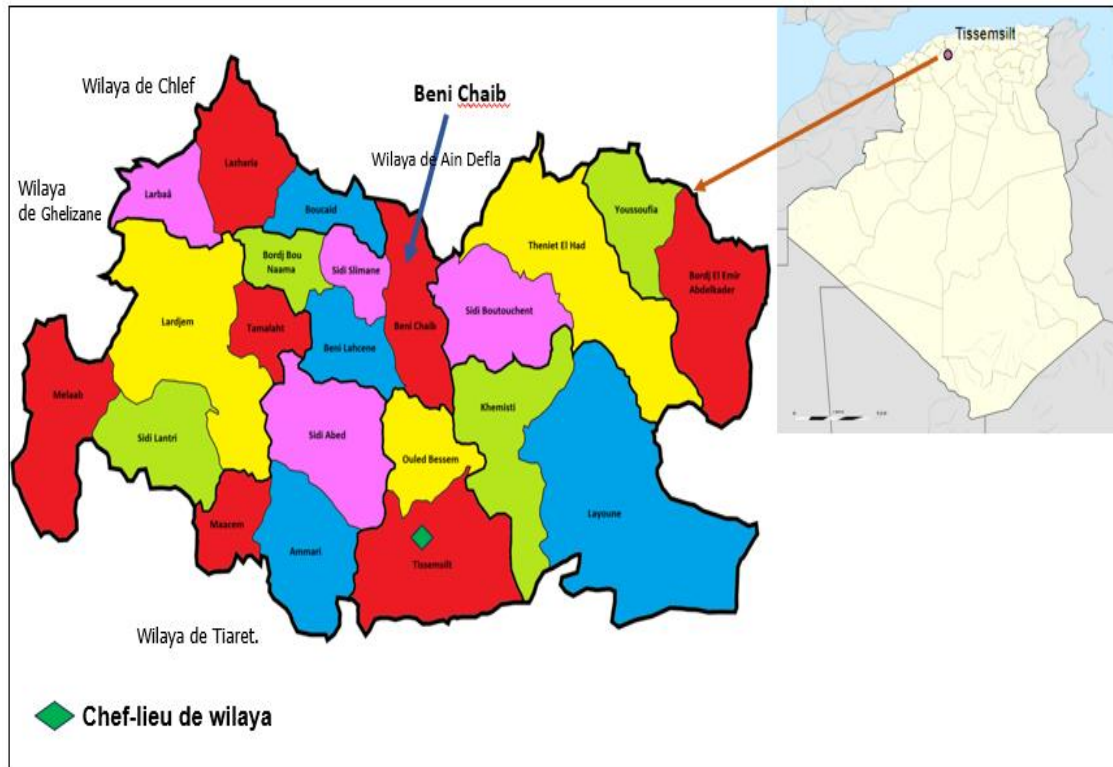 Tissemsilt
Wilaya de Chlef
Beni Chaib
Wilaya de Ain Defla
Wilaya
de Ghelizane
Lazharia
Larbaâ
Boucaid
Youssoufia
Theniet El Had
Bordj Bou
Naama
Sidi Slimane
Bordj El Emir
Abdelkader
Sidi Boutouchent
Lardjem
Tamalaht
Beni Chaib
Beni Lahcene
Melaab
Khemisti
Sidi Lantri
Sidi Abed
Ouled Bessem
Layoune
Maacem
Ammari
Tissemsilt
Wilaya de Tiaret.
Chef-lieu de wilaya